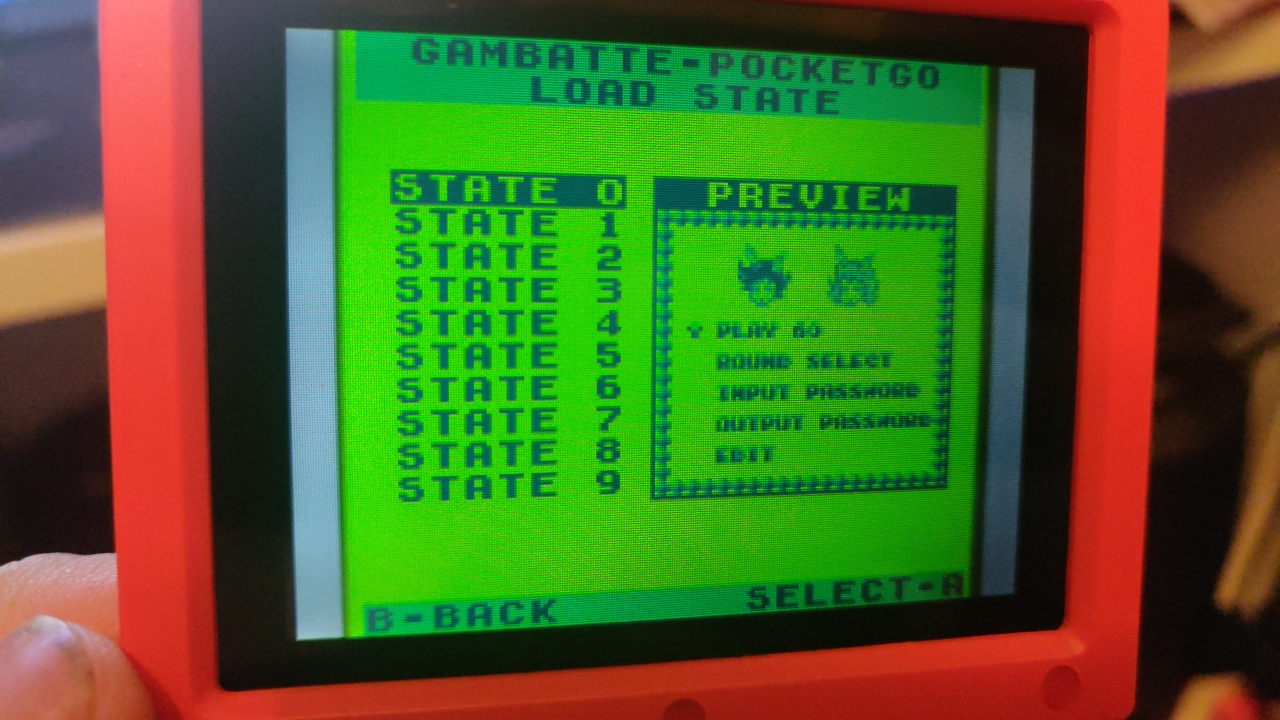 GAMBATTE-POCKETGO
LOAD STATE
STATE 0
STATE 1
STATE 2
STATE 3
STATE 4
STATE 5
STATE 6
STATE 7
STATE 8
STATE 9
PREVIEW
PLAY GO
ROUND SELECT
INPUT PASSWORD
OUTPUT PASSWORD
EDIT
B-BACK
SELECT-A